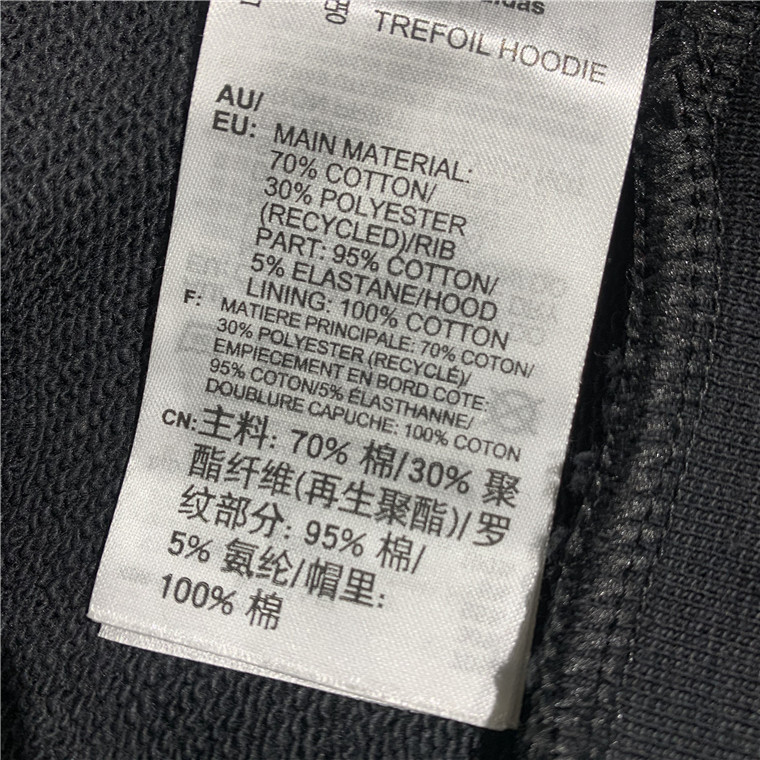 명 TREFOIL HOODIE
AU/
EU: MAIN MATERIAL:
70% COTTON/
30% POLYESTER
(RECYCLED)/RIB
PART: 95% COTTON/
5% ELASTANE/HOOD
LINING: 100% COTTON
F: MATIERE PRINCIPALE: 70% COTON/
30% POLYESTER (RECYCLÉ)/
EMPIECEMENT EN BORD COTE:
95% COTON/5% ÉLASTHANNE/
DOUBLURE CAPUCHE: 100% COTON
CN: 主料: 70% 棉/30% 聚
酯纤维(再生聚酯)/罗
纹部分: 95% 棉/
5% 氨纶/帽里:
100% 棉